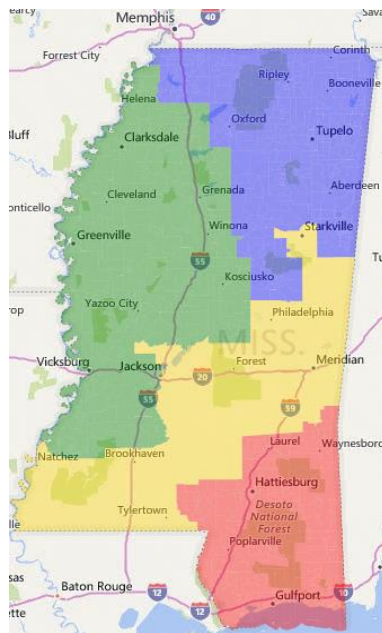 Memphis
40
Forrest City
Corinth
Ripley
Booneville
Helena
Oxford
Bluff
Clarksdale
Tupelo
Cleveland
Grenada
Aberdeen
onticello
Greenville
Winona
Starkville
55
Kosciusko
Yazoo City
Philadelphia
MISS.
Vicksburg
Jackson
Forest
Meridian
20
55
59
Laurel
Waynesboro
Natchez
Brookhaven
Hattiesburg
Desoto
National
Forest
Tylertown
Poplarville
Baton Rouge
12
12
10
Gulfport